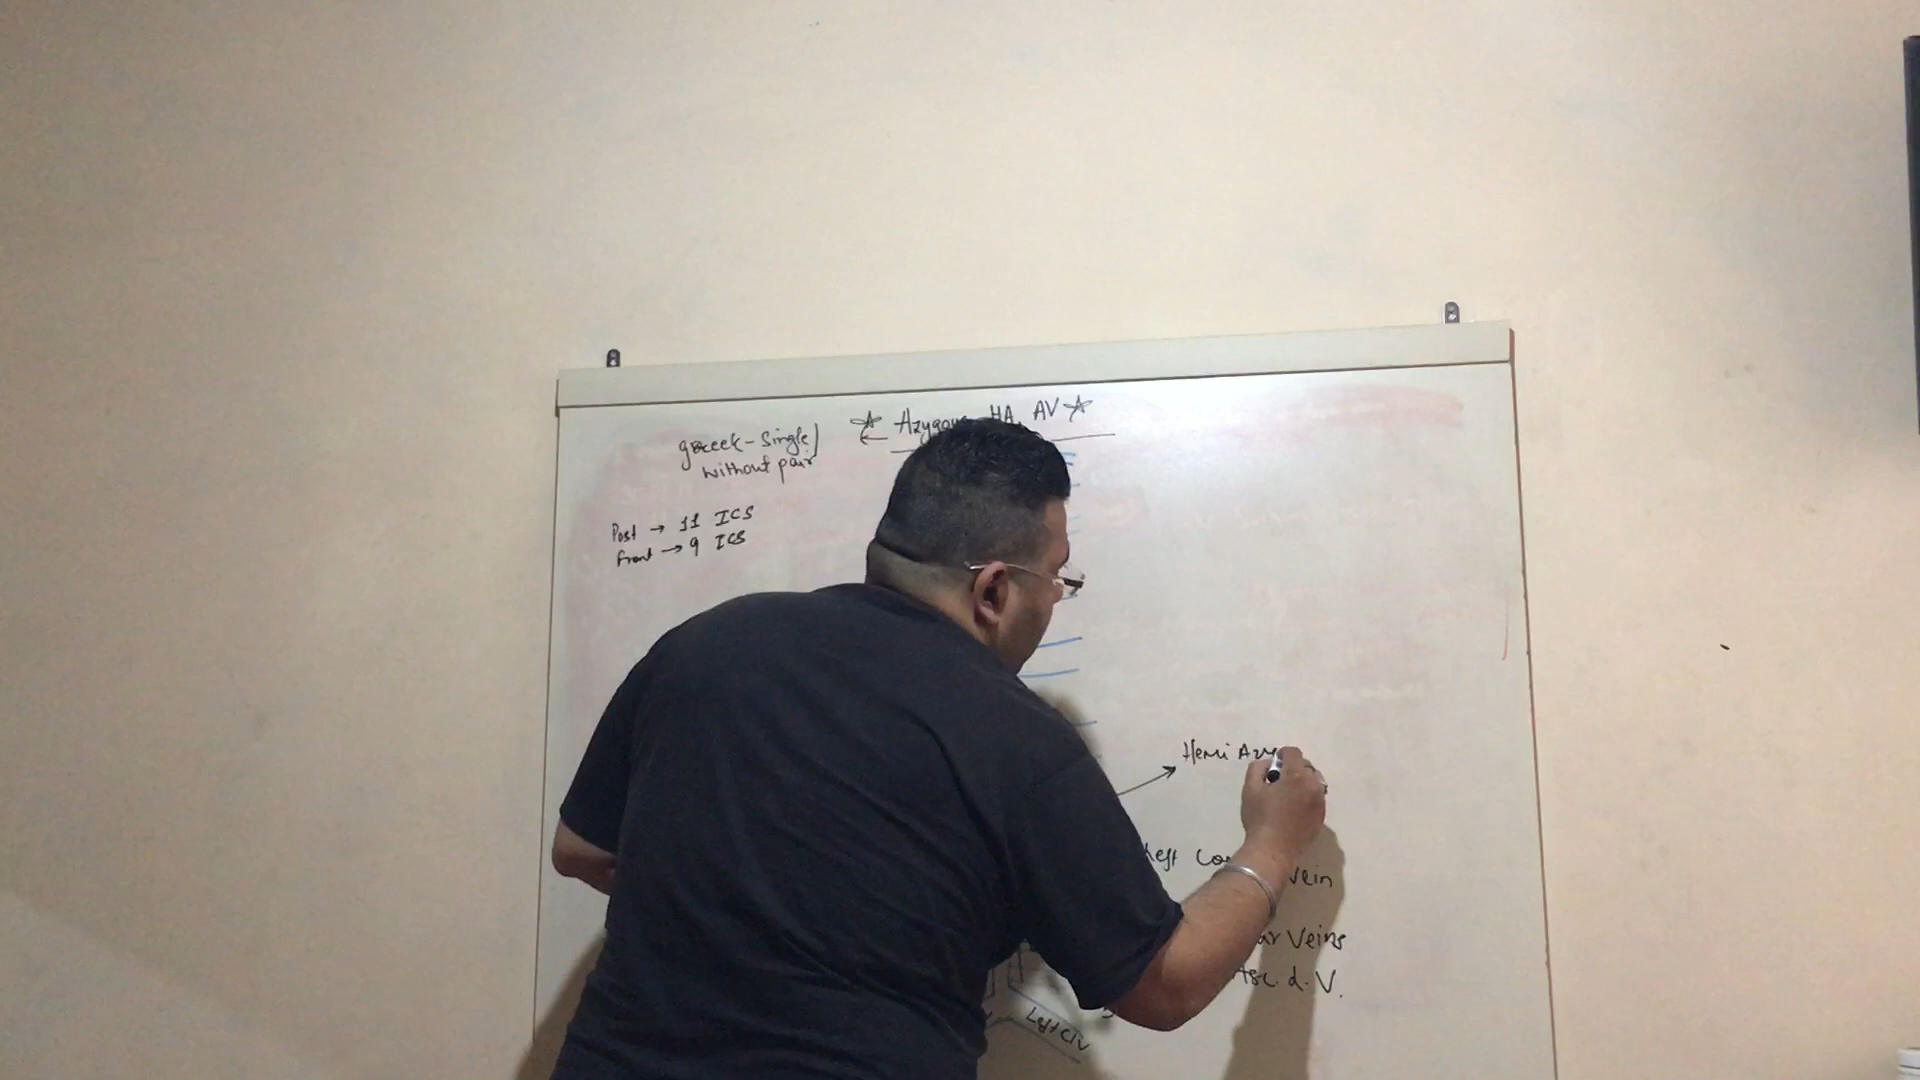 ☆ Azygous HA, AV ☆
greek - Single/
without pair
Post → 11 ICS
front → 9 ICS
Hemi Azy
Left Co vein
ar Veins
Asc. d. V.
Left CIV